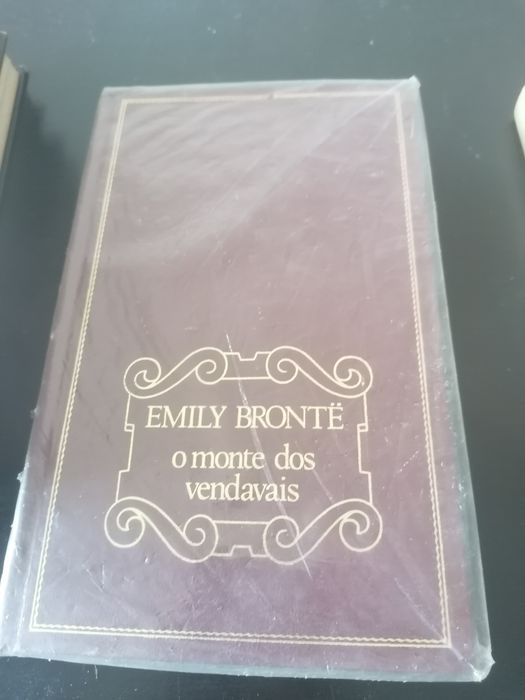 EMILY BRONTË
o monte dos
vendavais